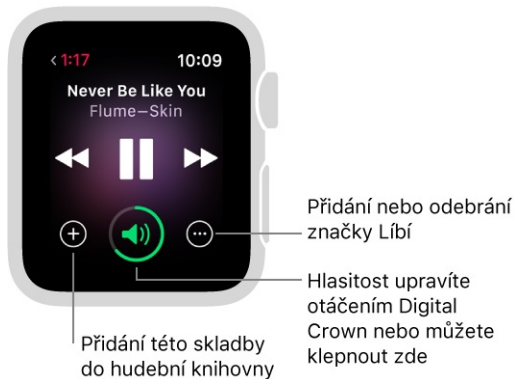 < 1:17 10:09
Never Be Like You
Flume–Skin
Přidání nebo odebrání
značky Líbí
Hlasitost upravíte
otáčením Digital
Crown nebo můžete
klepnout zde
Přidání této skladby
do hudební knihovny